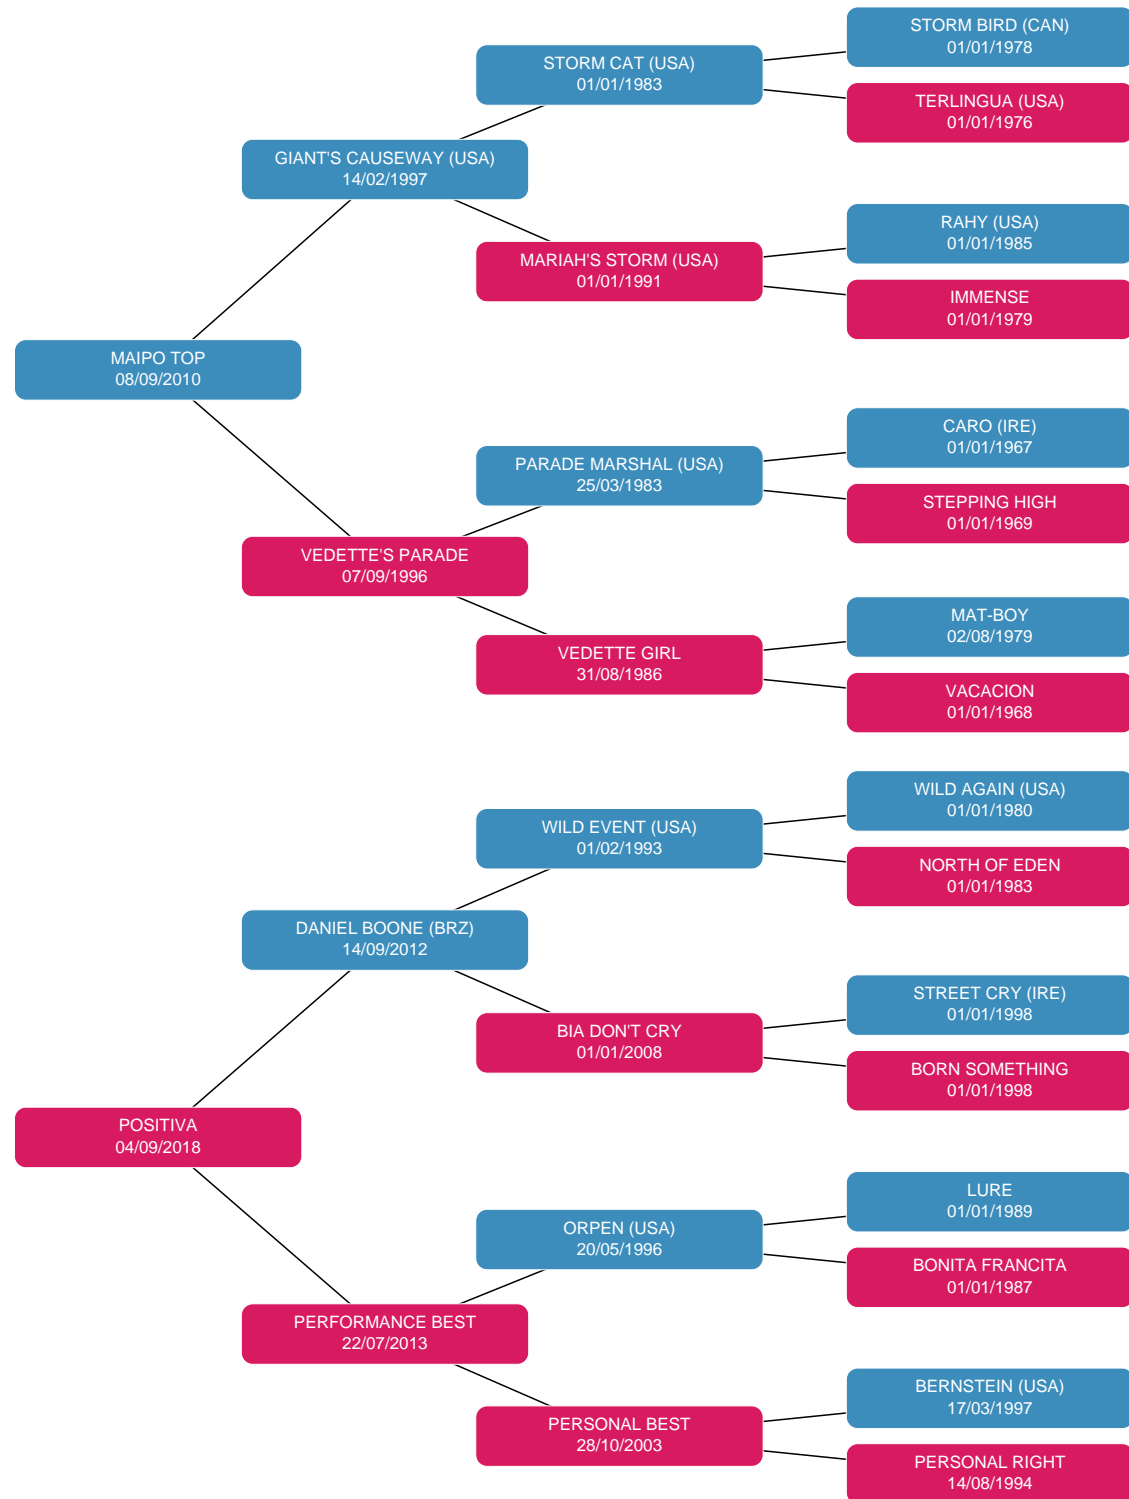 STORM BIRD (CAN)
01/01/1978
STORM CAT (USA)
01/01/1983
TERLINGUA (USA)
01/01/1976
GIANT'S CAUSEWAY (USA)
14/02/1997
RAHY (USA)
01/01/1985
MARIAH'S STORM (USA)
01/01/1991
IMMENSE
01/01/1979
MAIPO TOP
08/09/2010
CARO (IRE)
01/01/1967
PARADE MARSHAL (USA)
25/03/1983
STEPPING HIGH
01/01/1969
VEDETTE'S PARADE
07/09/1996
MAT-BOY
02/08/1979
VEDETTE GIRL
31/08/1986
VACACION
01/01/1968
WILD AGAIN (USA)
01/01/1980
WILD EVENT (USA)
01/02/1993
NORTH OF EDEN
01/01/1983
DANIEL BOONE (BRZ)
14/09/2012
STREET CRY (IRE)
01/01/1998
BIA DON'T CRY
01/01/2008
BORN SOMETHING
01/01/1998
POSITIVA
04/09/2018
LURE
01/01/1989
ORPEN (USA)
20/05/1996
BONITA FRANCITA
01/01/1987
PERFORMANCE BEST
22/07/2013
BERNSTEIN (USA)
17/03/1997
PERSONAL BEST
28/10/2003
PERSONAL RIGHT
14/08/1994